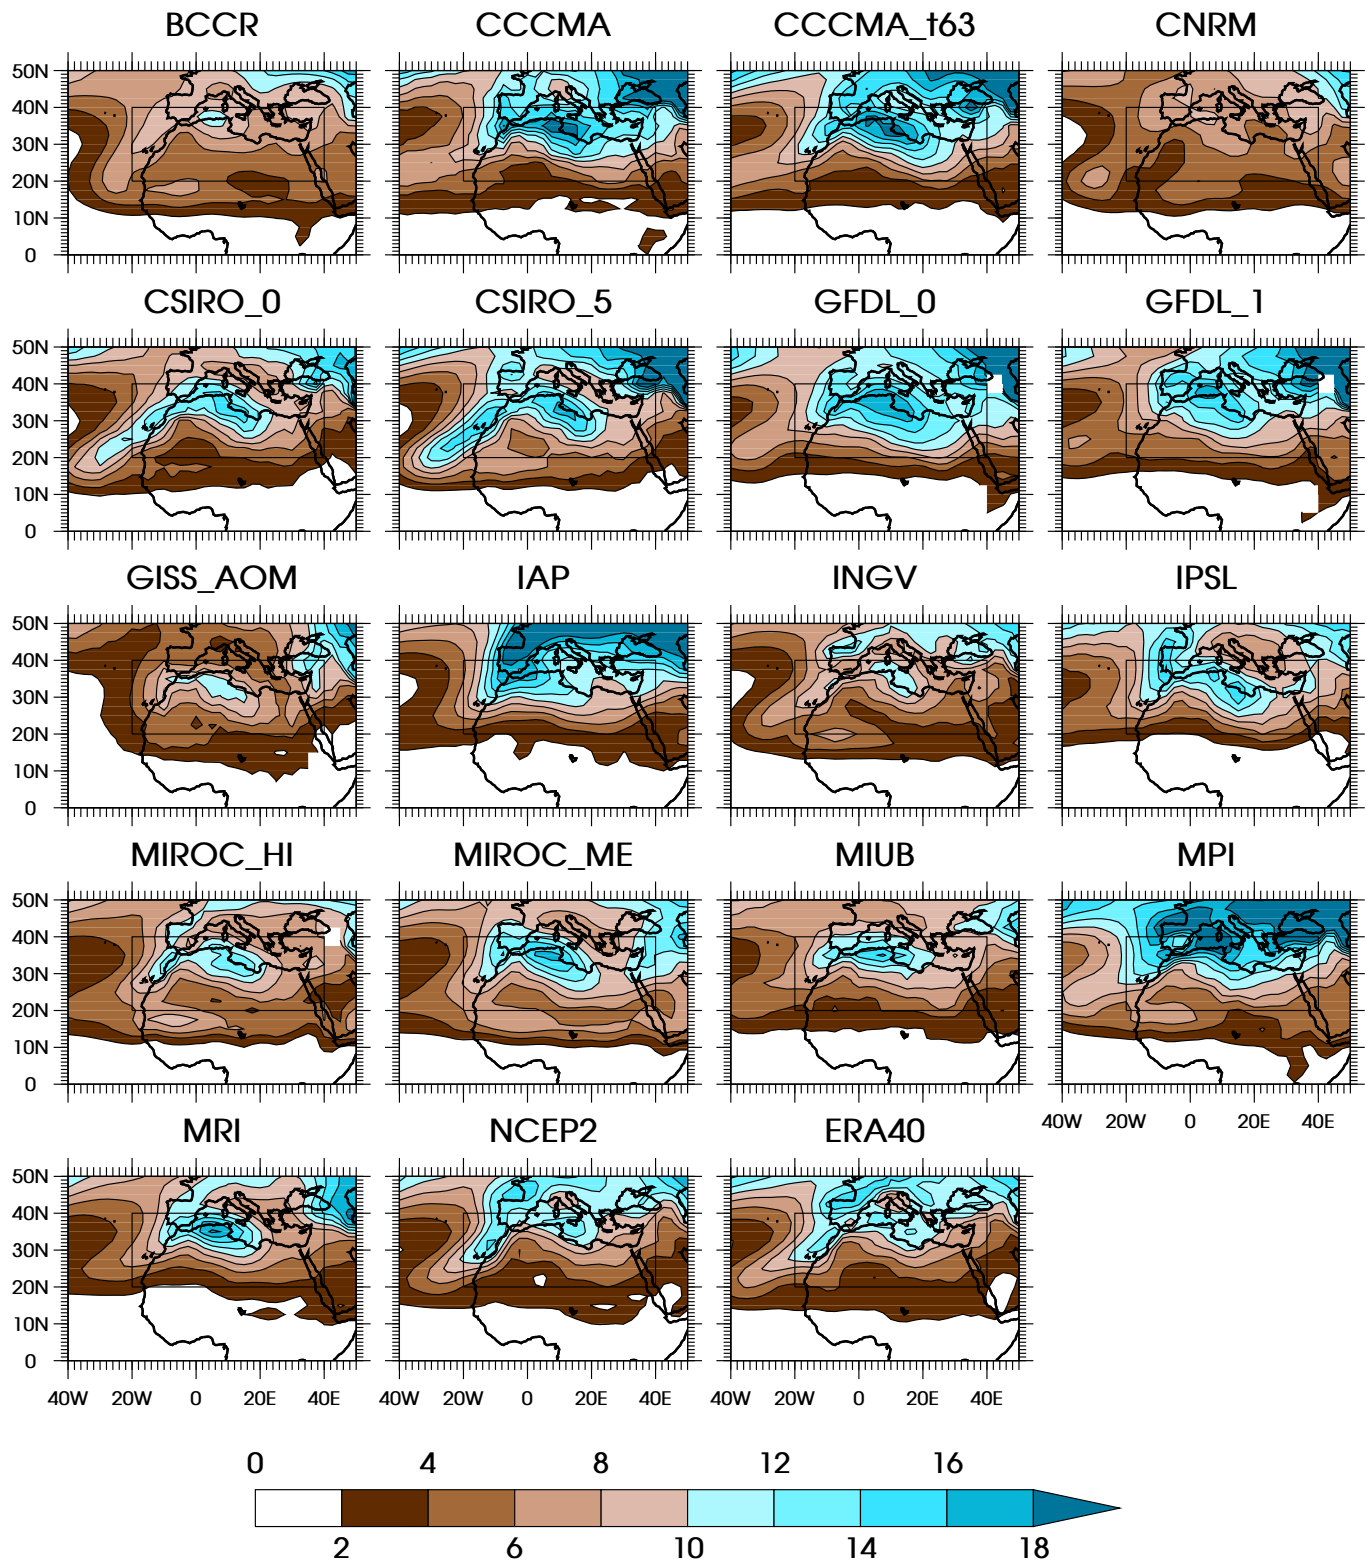 BCCR CCCMA CCCMA_t63 CNRM
50N
40N
30N
20N
10N
0
CSIRO_0 CSIRO_5 GFDL_0 GFDL_1
50N
40N
30N
20N
10N
0
GISS_AOM IAP INGV IPSL
50N
40N
30N
20N
10N
0
MIROC_HI MIROC_ME MIUB MPI
50N
40N
30N
20N
10N
0
40W 20W 0 20E 40E
MRI NCEP2 ERA40
50N
40N
30N
20N
10N
0
40W 20W 0 20E 40E 40W 20W 0 20E 40E 40W 20W 0 20E 40E
0 4 8 12 16
2 6 10 14 18